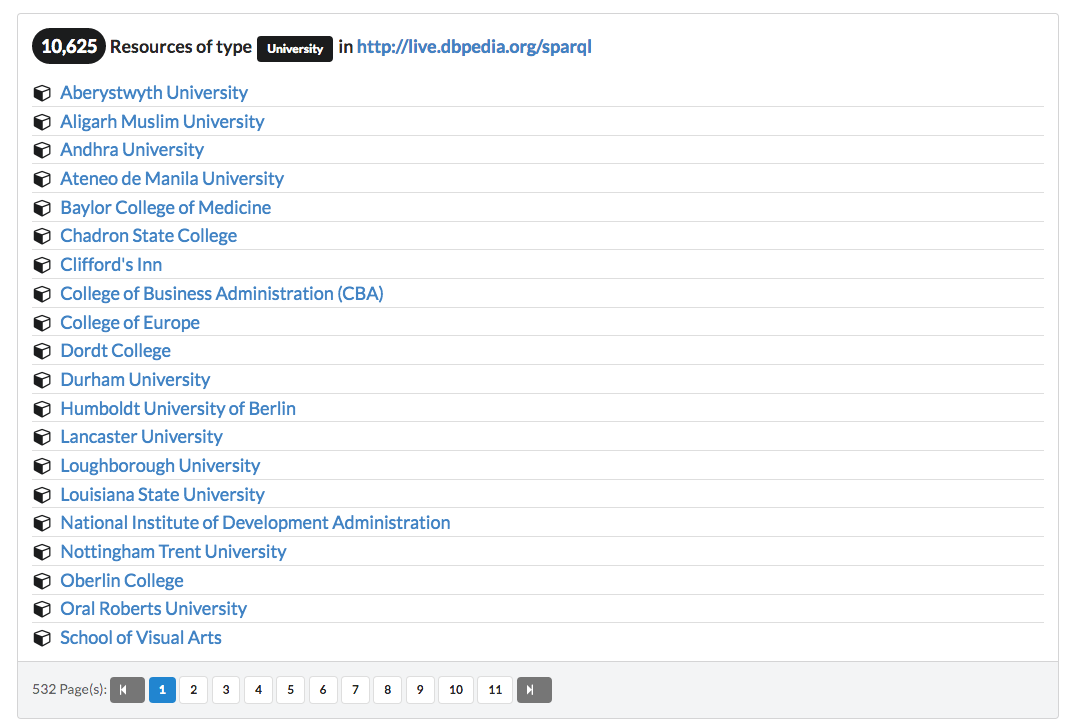 10,625 Resources of type University in http://live.dbpedia.org/sparql
Aberystwyth University
Aligarh Muslim University
Andhra University
Ateneo de Manila University
Baylor College of Medicine
Chadron State College
Clifford's Inn
College of Business Administration (CBA)
College of Europe
Dordt College
Durham University
Humboldt University of Berlin
Lancaster University
Loughborough University
Louisiana State University
National Institute of Development Administration
Nottingham Trent University
Oberlin College
Oral Roberts University
School of Visual Arts
532 Page(s): 1 2 3 4 5 6 7 8 9 10 11